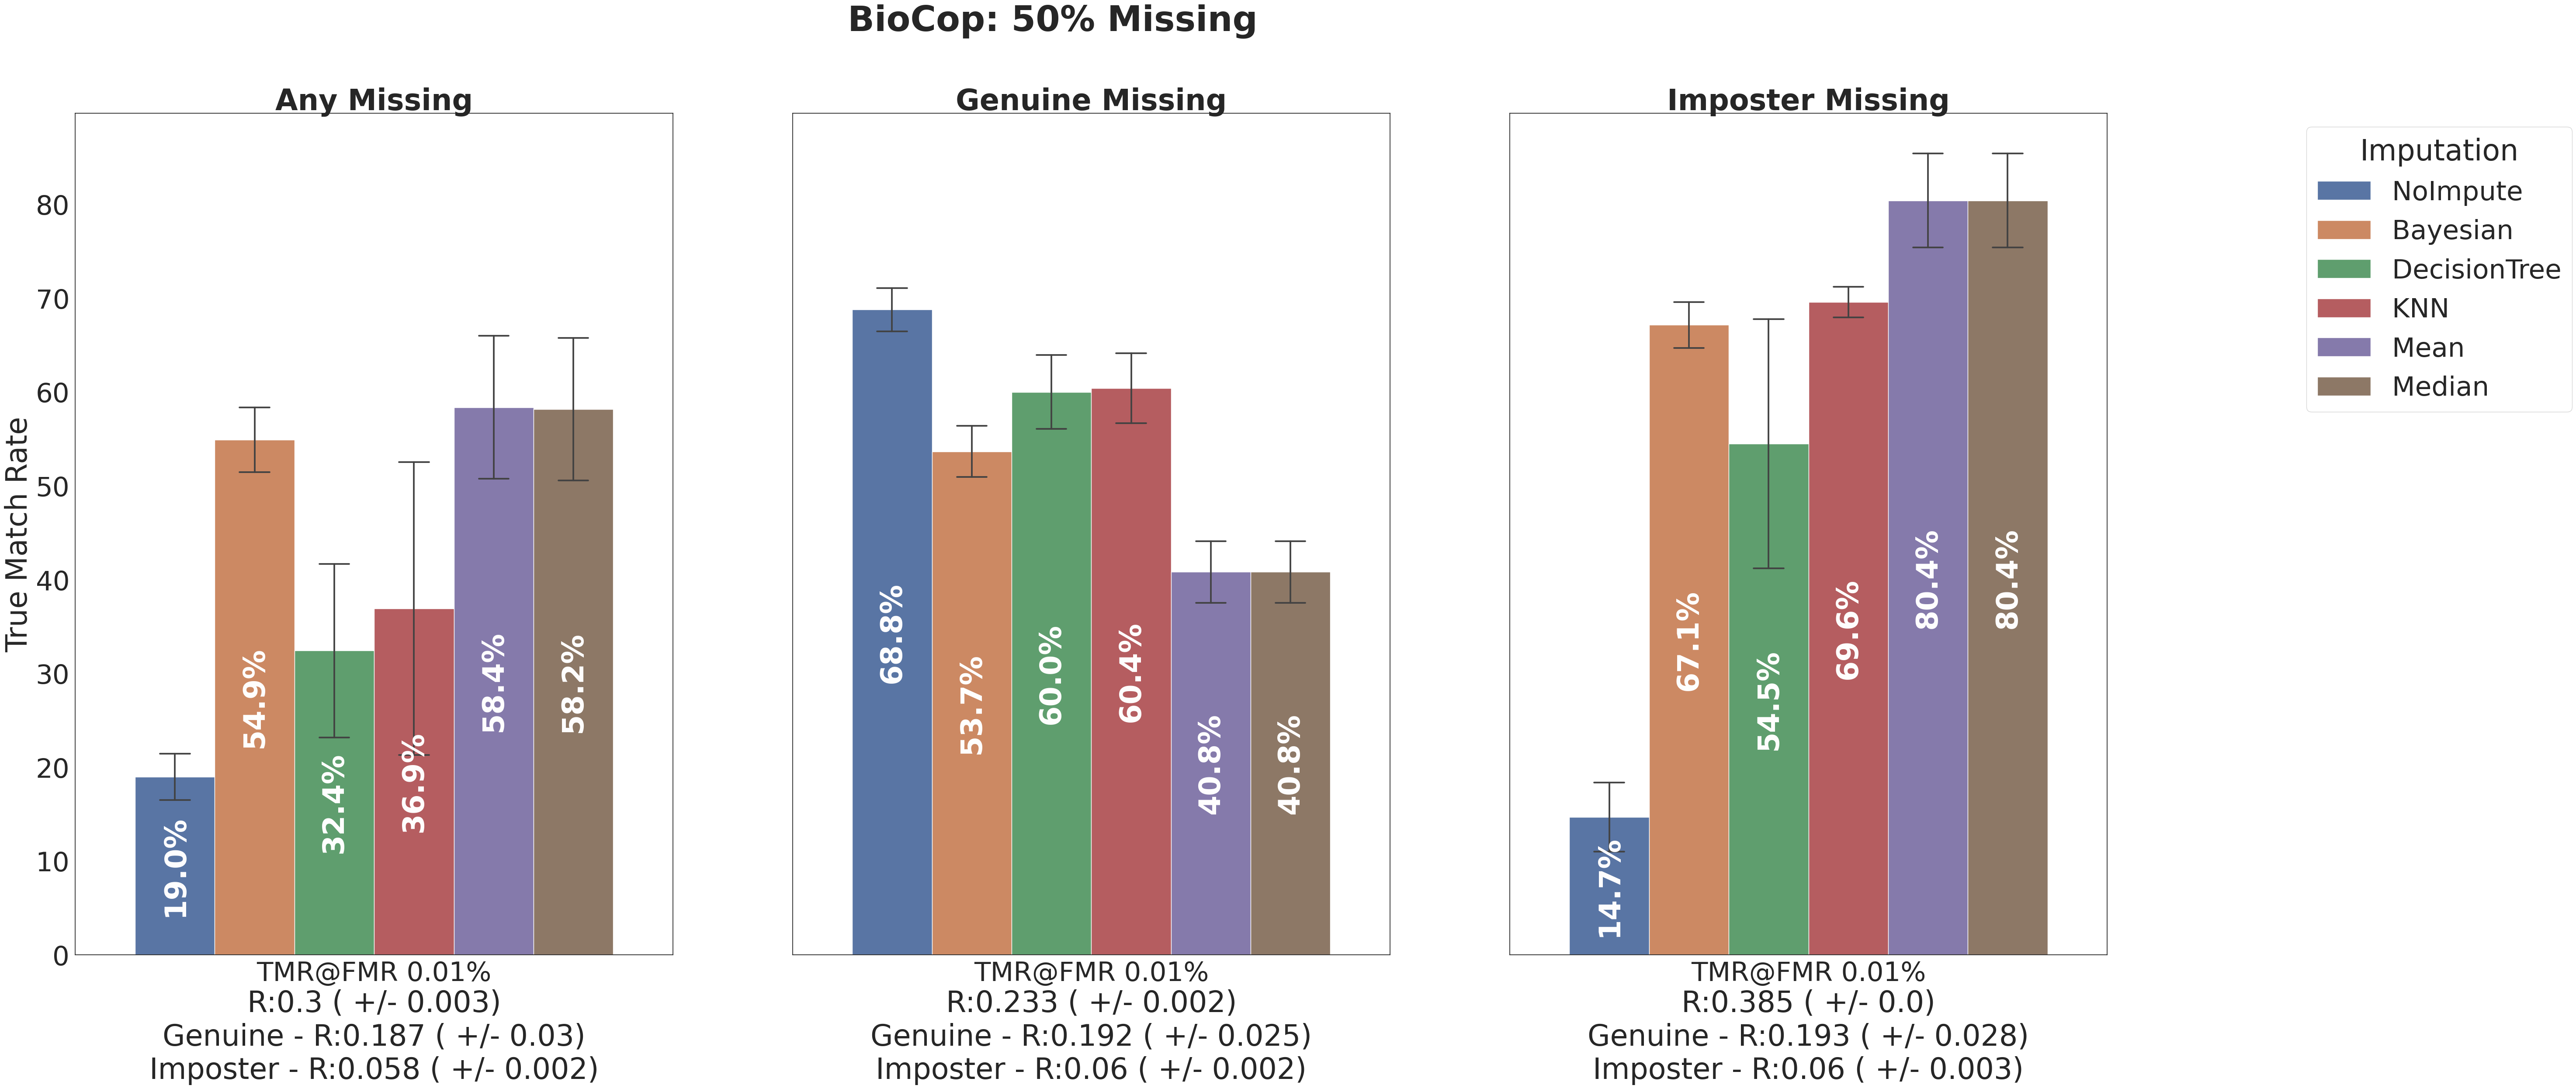 BioCop: 50% Missing
Any Missing
Genuine Missing
Imposter Missing
True Match Rate
80
70
60
50
40
30
20
10
0
19.0%
54.9%
32.4%
36.9%
58.4%
58.2%
68.8%
53.7%
60.0%
60.4%
40.8%
40.8%
14.7%
67.1%
54.5%
69.6%
80.4%
80.4%
TMR@FMR 0.01%
R:0.3 ( +/- 0.003)
Genuine - R:0.187 ( +/- 0.03)
Imposter - R:0.058 ( +/- 0.002)
TMR@FMR 0.01%
R:0.233 ( +/- 0.002)
Genuine - R:0.192 ( +/- 0.025)
Imposter - R:0.06 ( +/- 0.002)
TMR@FMR 0.01%
R:0.385 ( +/- 0.0)
Genuine - R:0.193 ( +/- 0.028)
Imposter - R:0.06 ( +/- 0.003)
Imputation
NoImpute
Bayesian
DecisionTree
KNN
Mean
Median